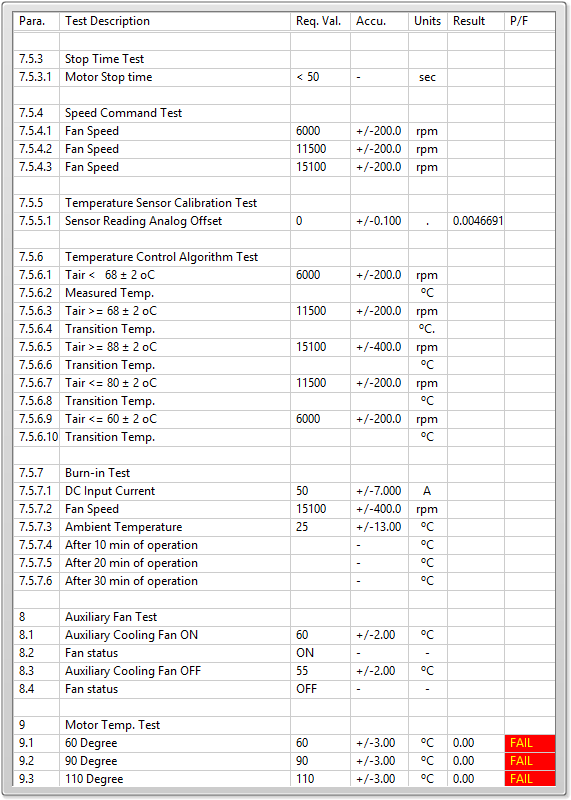 Para. Test Description Req. Val. Accu. Units Result P/F
7.5.3 Stop Time Test
7.5.3.1 Motor Stop time < 50 - sec
7.5.4 Speed Command Test
7.5.4.1 Fan Speed 6000 +/-200.0 rpm
7.5.4.2 Fan Speed 11500 +/-200.0 rpm
7.5.4.3 Fan Speed 15100 +/-200.0 rpm
7.5.5 Temperature Sensor Calibration Test
7.5.5.1 Sensor Reading Analog Offset 0 +/-0.100 . 0.0046691
7.5.6 Temperature Control Algorithm Test
7.5.6.1 Tair < 68 ± 2 oC 6000 +/-200.0 rpm
7.5.6.2 Measured Temp. ºC
7.5.6.3 Tair >= 68 ± 2 oC 11500 +/-200.0 rpm
7.5.6.4 Transition Temp. ºC.
7.5.6.5 Tair >= 88 ± 2 oC 15100 +/-400.0 rpm
7.5.6.6 Transition Temp. ºC
7.5.6.7 Tair <= 80 ± 2 oC 11500 +/-200.0 rpm
7.5.6.8 Transition Temp. ºC
7.5.6.9 Tair <= 60 ± 2 oC 6000 +/-200.0 rpm
7.5.6.10 Transition Temp. ºC
7.5.7 Burn-in Test
7.5.7.1 DC Input Current 50 +/-7.000 A
7.5.7.2 Fan Speed 15100 +/-400.0 rpm
7.5.7.3 Ambient Temperature 25 +/-13.00 ºC
7.5.7.4 After 10 min of operation - ºC
7.5.7.5 After 20 min of operation - ºC
7.5.7.6 After 30 min of operation - ºC
8 Auxiliary Fan Test
8.1 Auxiliary Cooling Fan ON 60 +/-2.00 ºC
8.2 Fan status ON - -
8.3 Auxiliary Cooling Fan OFF 55 +/-2.00 ºC
8.4 Fan status OFF - -
9 Motor Temp. Test
9.1 60 Degree 60 +/-3.00 ºC 0.00 FAIL
9.2 90 Degree 90 +/-3.00 ºC 0.00 FAIL
9.3 110 Degree 110 +/-3.00 ºC 0.00 FAIL